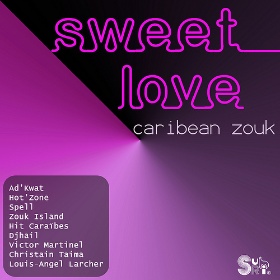 sweet
love
caribean zouk
Ad'Kwat
Hot'Zone
Spell
Zouk Island
Hit Caraïbes
Djhail
Victor Martinel
Christain Taima
Louis-Angel Larcher